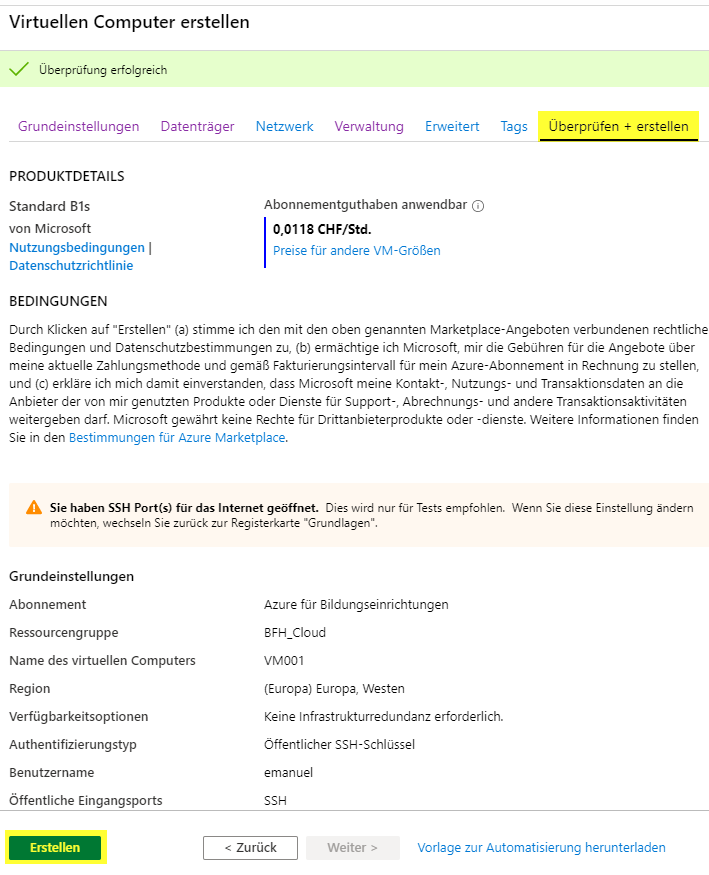 Virtuellen Computer erstellen
Überprüfung erfolgreich
Grundeinstellungen Datenträger Netzwerk Verwaltung Erweitert Tags Überprüfen + erstellen
PRODUKTDETAILS
Standard B1s
von Microsoft
Nutzungsbedingungen |
Datenschutzrichtlinie
Abonnementguthaben anwendbar
0,0118 CHF/Std.
Preise für andere VM-Größen
BEDINGUNGEN
Durch Klicken auf "Erstellen" (a) stimme ich den mit den oben genannten Marketplace-Angeboten verbundenen rechtliche
Bedingungen und Datenschutzbestimmungen zu, (b) ermächtige ich Microsoft, mir die Gebühren für die Angebote über
meine aktuelle Zahlungsmethode und gemäß Fakturierungsintervall für mein Azure-Abonnement in Rechnung zu stellen,
und (c) erkläre ich mich damit einverstanden, dass Microsoft meine Kontakt-, Nutzungs- und Transaktionsdaten an die
Anbieter der von mir genutzten Produkte oder Dienste für Support-, Abrechnungs- und andere Transaktionsaktivitäten
weitergeben darf. Microsoft gewährt keine Rechte für Drittanbieterprodukte oder -dienste. Weitere Informationen finden
Sie in den Bestimmungen für Azure Marketplace.
Sie haben SSH Port(s) für das Internet geöffnet. Dies wird nur für Tests empfohlen. Wenn Sie diese Einstellung ändern
möchten, wechseln Sie zurück zur Registerkarte "Grundlagen".
Grundeinstellungen
Abonnement Azure für Bildungseinrichtungen
Ressourcengruppe BFH_Cloud
Name des virtuellen Computers VM001
Region (Europa) Europa, Westen
Verfügbarkeitsoptionen Keine Infrastrukturredundanz erforderlich.
Authentifizierungstyp Öffentlicher SSH-Schlüssel
Benutzername emanuel
Öffentliche Eingangsports SSH
Erstellen < Zurück Weiter > Vorlage zur Automatisierung herunterladen